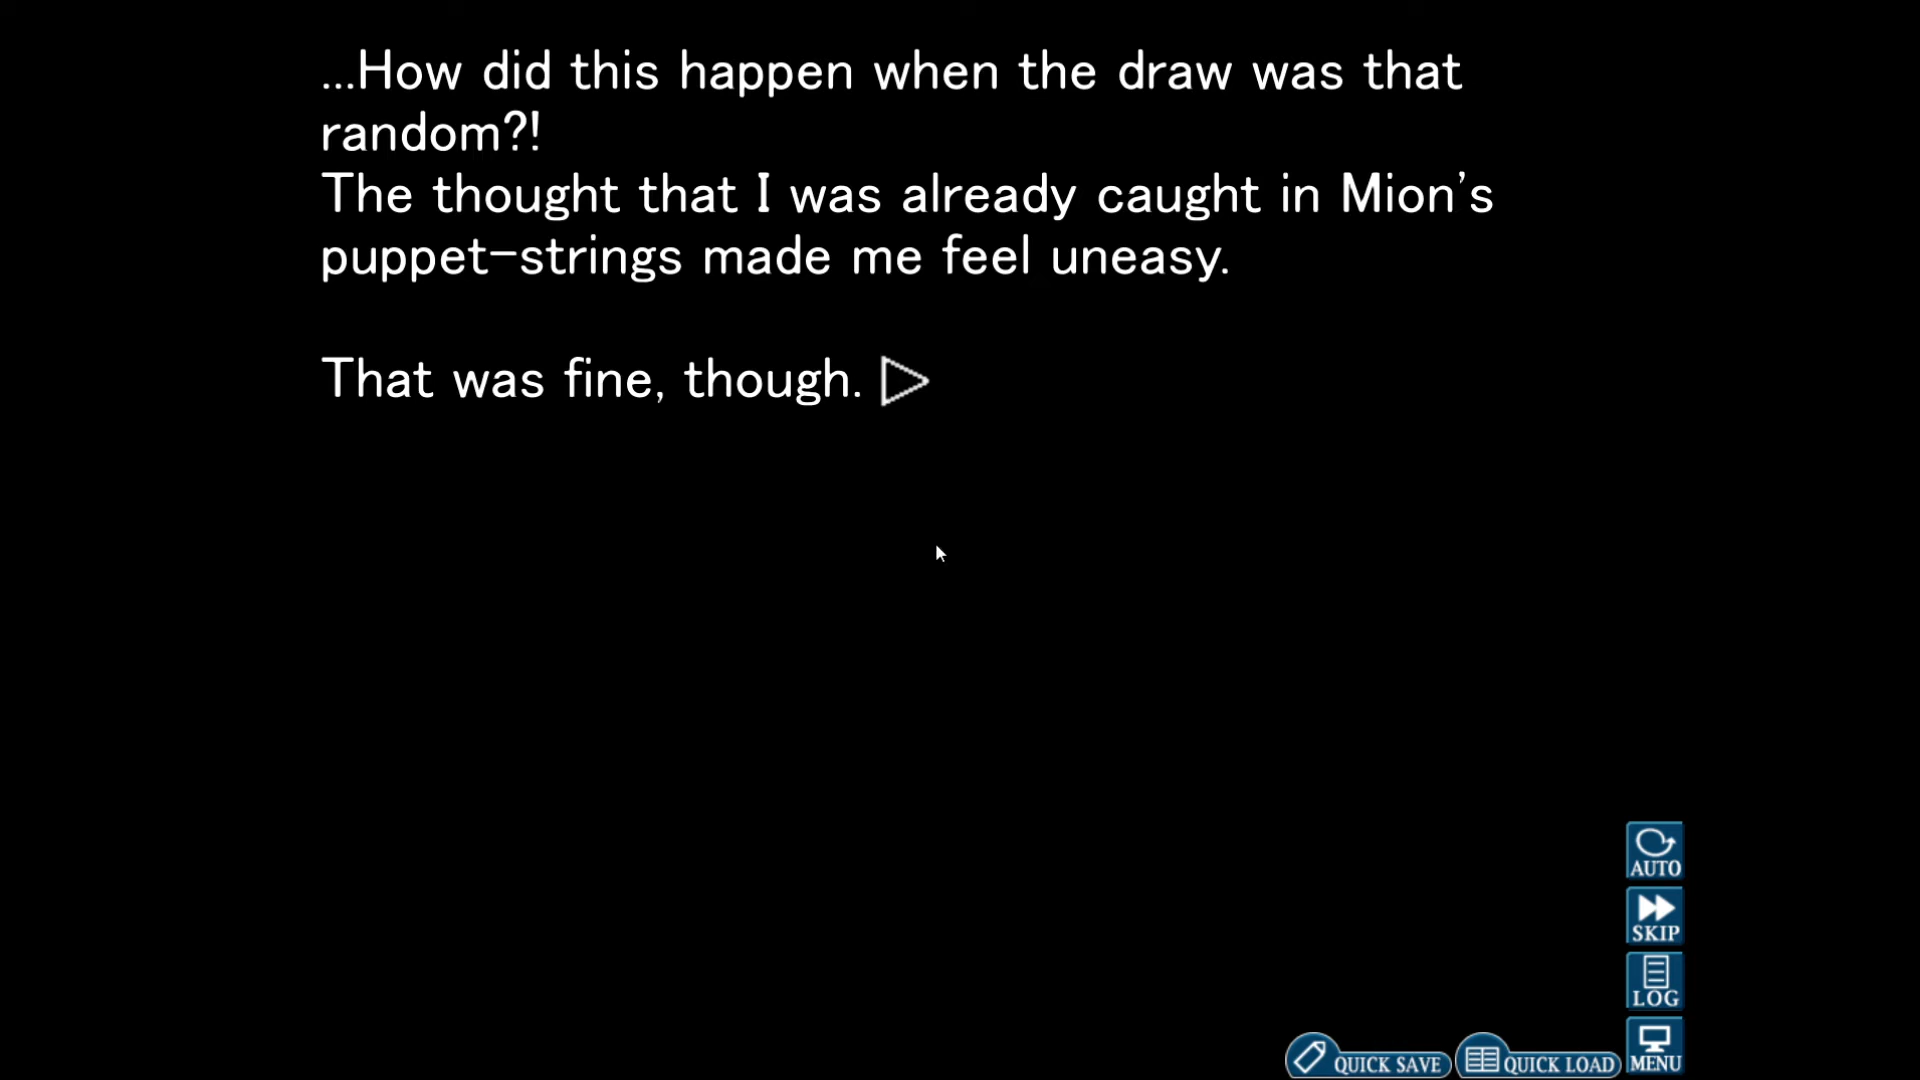 ...How did this happen when the draw was that
random?!
The thought that I was already caught in Mion's
puppet-strings made me feel uneasy.
That was fine, though.
AUTO
SKIP
LOG
MENU
QUICK SAVE
QUICK LOAD